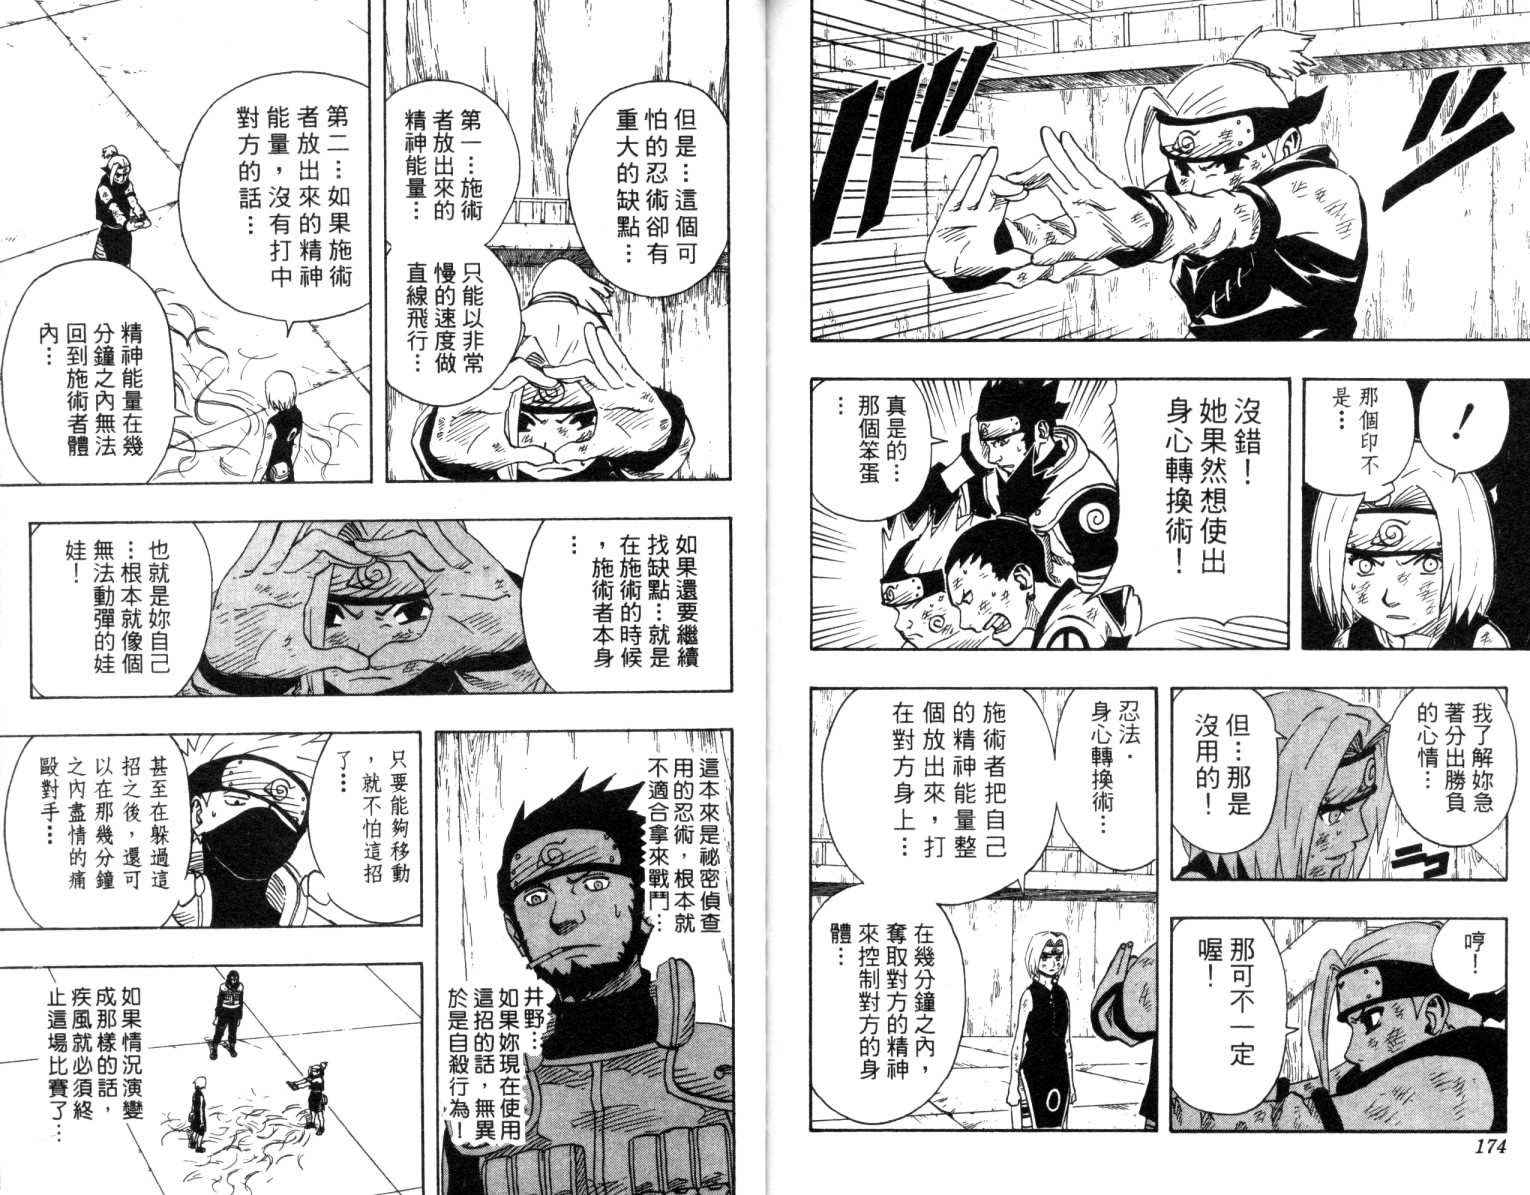 ！
那個印不
是…
沒錯！
她果然想使出
身心轉換術！
真是的…
那個笨蛋
…
我了解妳急
著分出勝負
的心情…
但…那是
沒用的！
哼！
那可不一定
喔！
忍法．
身心轉換術…
施術者把自己
的精神能量整
個放出來，打
在對方身上…
在幾分鐘之內，
奪取對方的精神
來控制對方的身
體…
174
但是…這個可
怕的忍術卻有
重大的缺點…
第一…施術
者放出來的
精神能量…
只能以非常
慢的速度做
直線飛行…
第二…如果施術
者放出來的精神
能量，沒有打中
對方的話…
精神能量在幾
分鐘之內無法
回到施術者體
內…
如果還要繼續
找缺點…就是
在施術的時候
，施術者本身
…
也就是妳自己
…根本就像個
無法動彈的娃
娃！
這本來是祕密偵查
用的忍術，根本就
不適合拿來戰鬥…
井野…
如果妳現在使用
這招的話，無異
於是自殺行為！
只要能夠移動
，就不怕這招
了…
甚至在躲過這
招之後，還可
以在那幾分鐘
之內盡情的痛
毆對手…
如果情況演變
成那樣的話，
疾風就必須終
止這場比賽了…